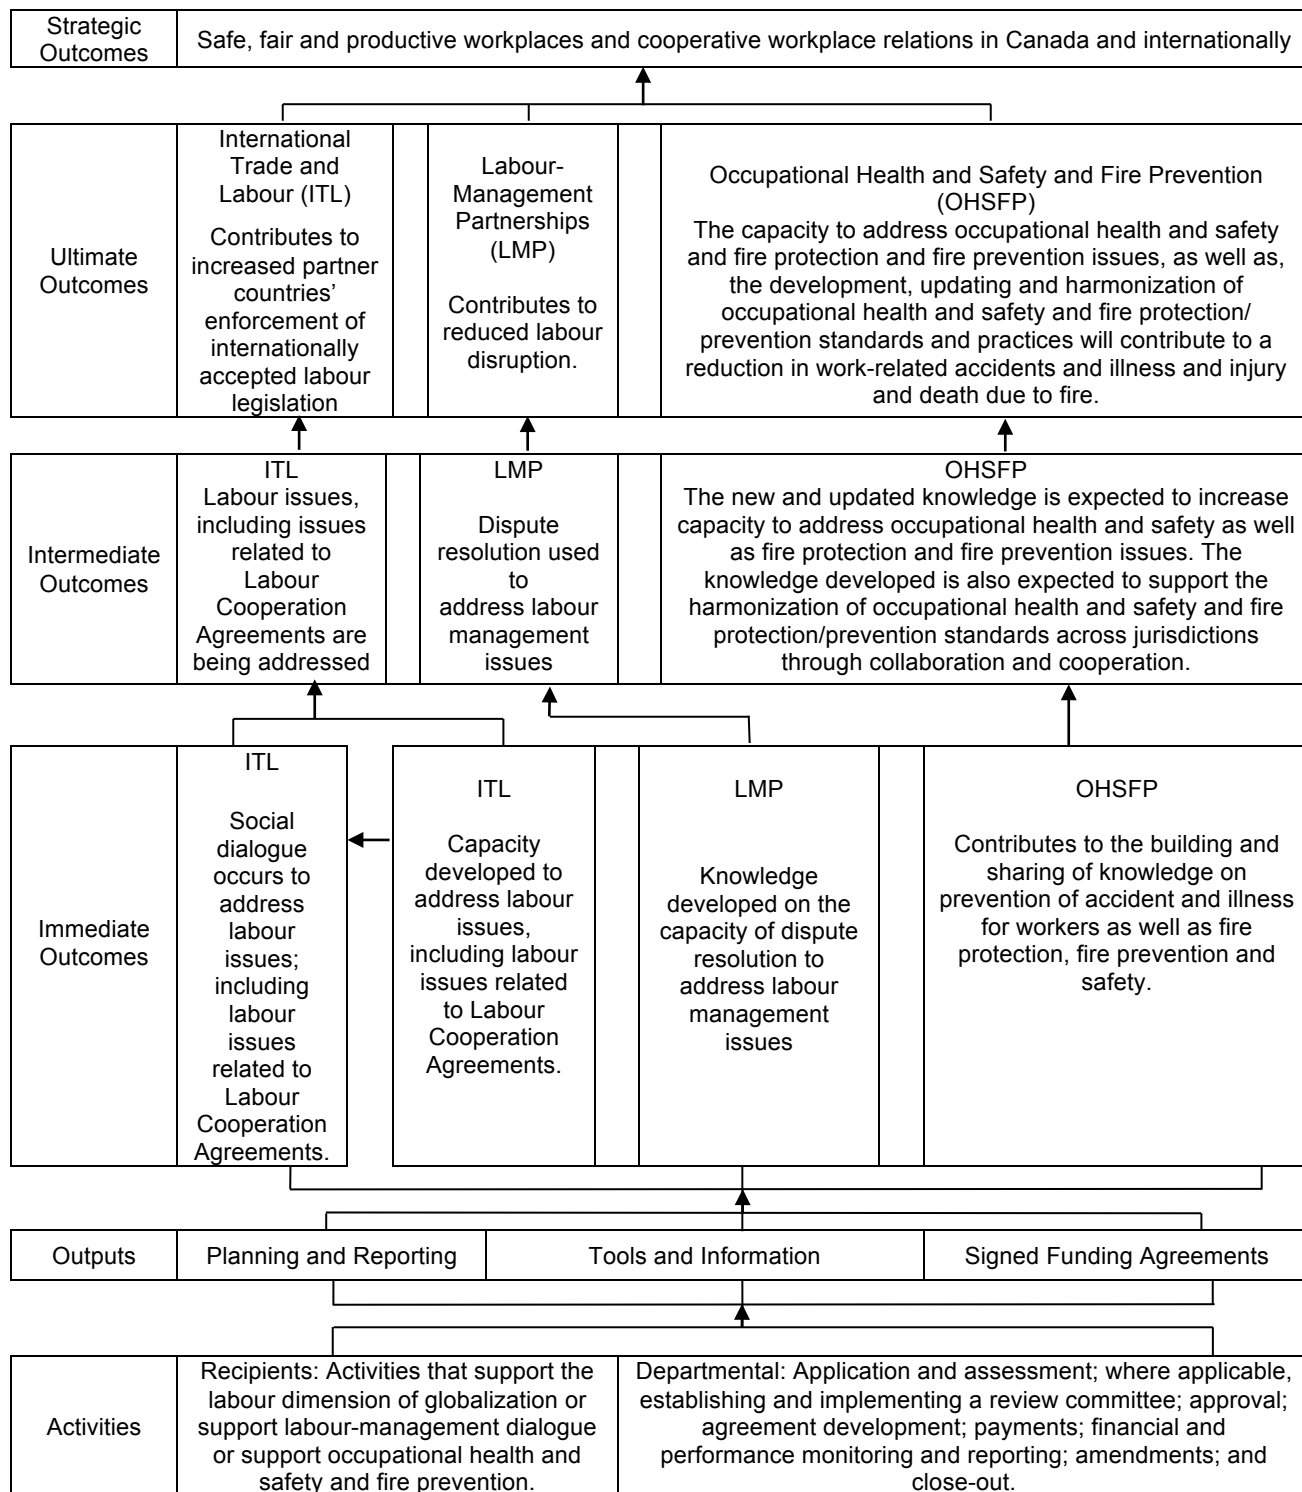 Strategic
Outcomes
Safe, fair and productive workplaces and cooperative workplace relations in Canada and internationally
Ultimate
Outcomes
International
Trade and
Labour (ITL)
Contributes to
increased partner
countries’
enforcement of
internationally
accepted labour
legislation
Labour-
Management
Partnerships
(LMP)
Contributes to
reduced labour
disruption.
Occupational Health and Safety and Fire Prevention
(OHSFP)
The capacity to address occupational health and safety
and fire protection and fire prevention issues, as well as,
the development, updating and harmonization of
occupational health and safety and fire protection/
prevention standards and practices will contribute to a
reduction in work-related accidents and illness and injury
and death due to fire.
Intermediate
Outcomes
ITL
Labour issues,
including issues
related to
Labour
Cooperation
Agreements are
being addressed
LMP
Dispute
resolution used
to
address labour
management
issues
OHSFP
The new and updated knowledge is expected to increase
capacity to address occupational health and safety as well
as fire protection and fire prevention issues. The
knowledge developed is also expected to support the
harmonization of occupational health and safety and fire
protection/prevention standards across jurisdictions
through collaboration and cooperation.
Immediate
Outcomes
ITL
Social
dialogue
occurs to
address
labour
issues;
including
labour
issues
related to
Labour
Cooperation
Agreements.
ITL
Capacity
developed to
address labour
issues,
including labour
issues related
to Labour
Cooperation
Agreements.
LMP
Knowledge
developed on the
capacity of dispute
resolution to
address labour
management
issues
OHSFP
Contributes to the building and
sharing of knowledge on
prevention of accident and illness
for workers as well as fire
protection, fire prevention and
safety.
Outputs
Planning and Reporting
Tools and Information
Signed Funding Agreements
Activities
Recipients: Activities that support the
labour dimension of globalization or
support labour-management dialogue
or support occupational health and
safety and fire prevention.
Departmental: Application and assessment; where applicable,
establishing and implementing a review committee; approval;
agreement development; payments; financial and
performance monitoring and reporting; amendments; and
close-out.